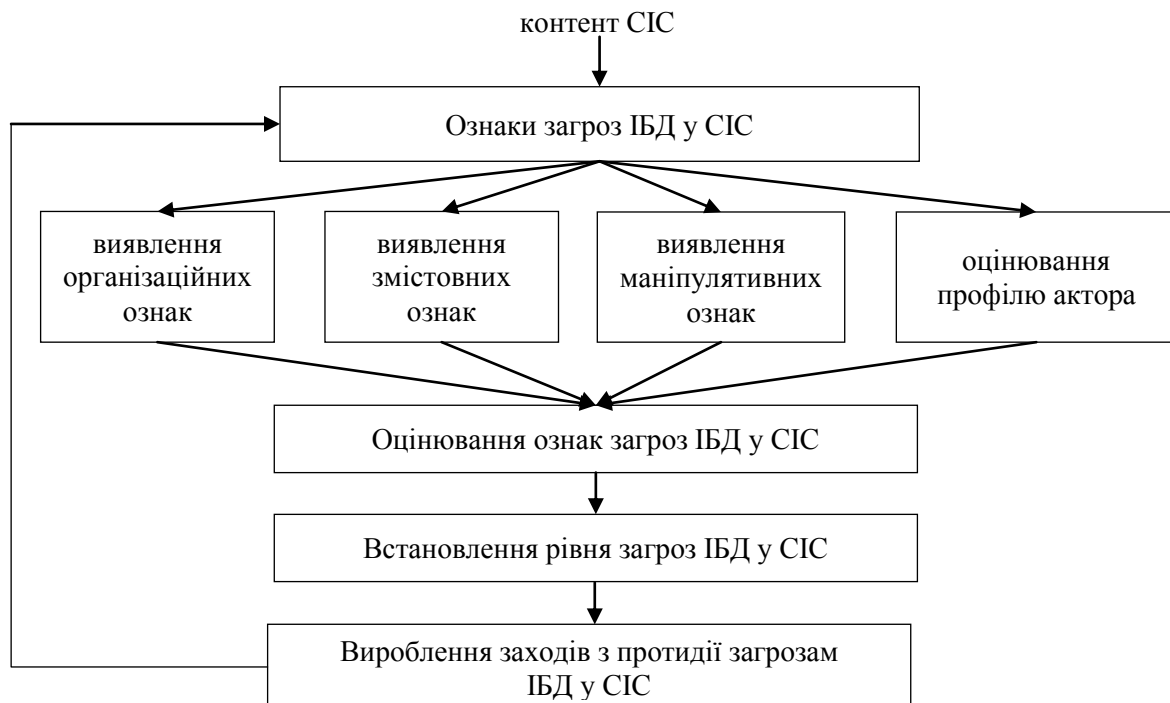 контент СІС
Ознаки загроз ІБД у СІС
виявлення
організаційних
ознак
виявлення
змістовних
ознак
виявлення
маніпулятивних
ознак
оцінювання
профілю актора
Оцінювання ознак загроз ІБД у СІС
Встановлення рівня загроз ІБД у СІС
Вироблення заходів з протидії загрозам
ІБД у СІС